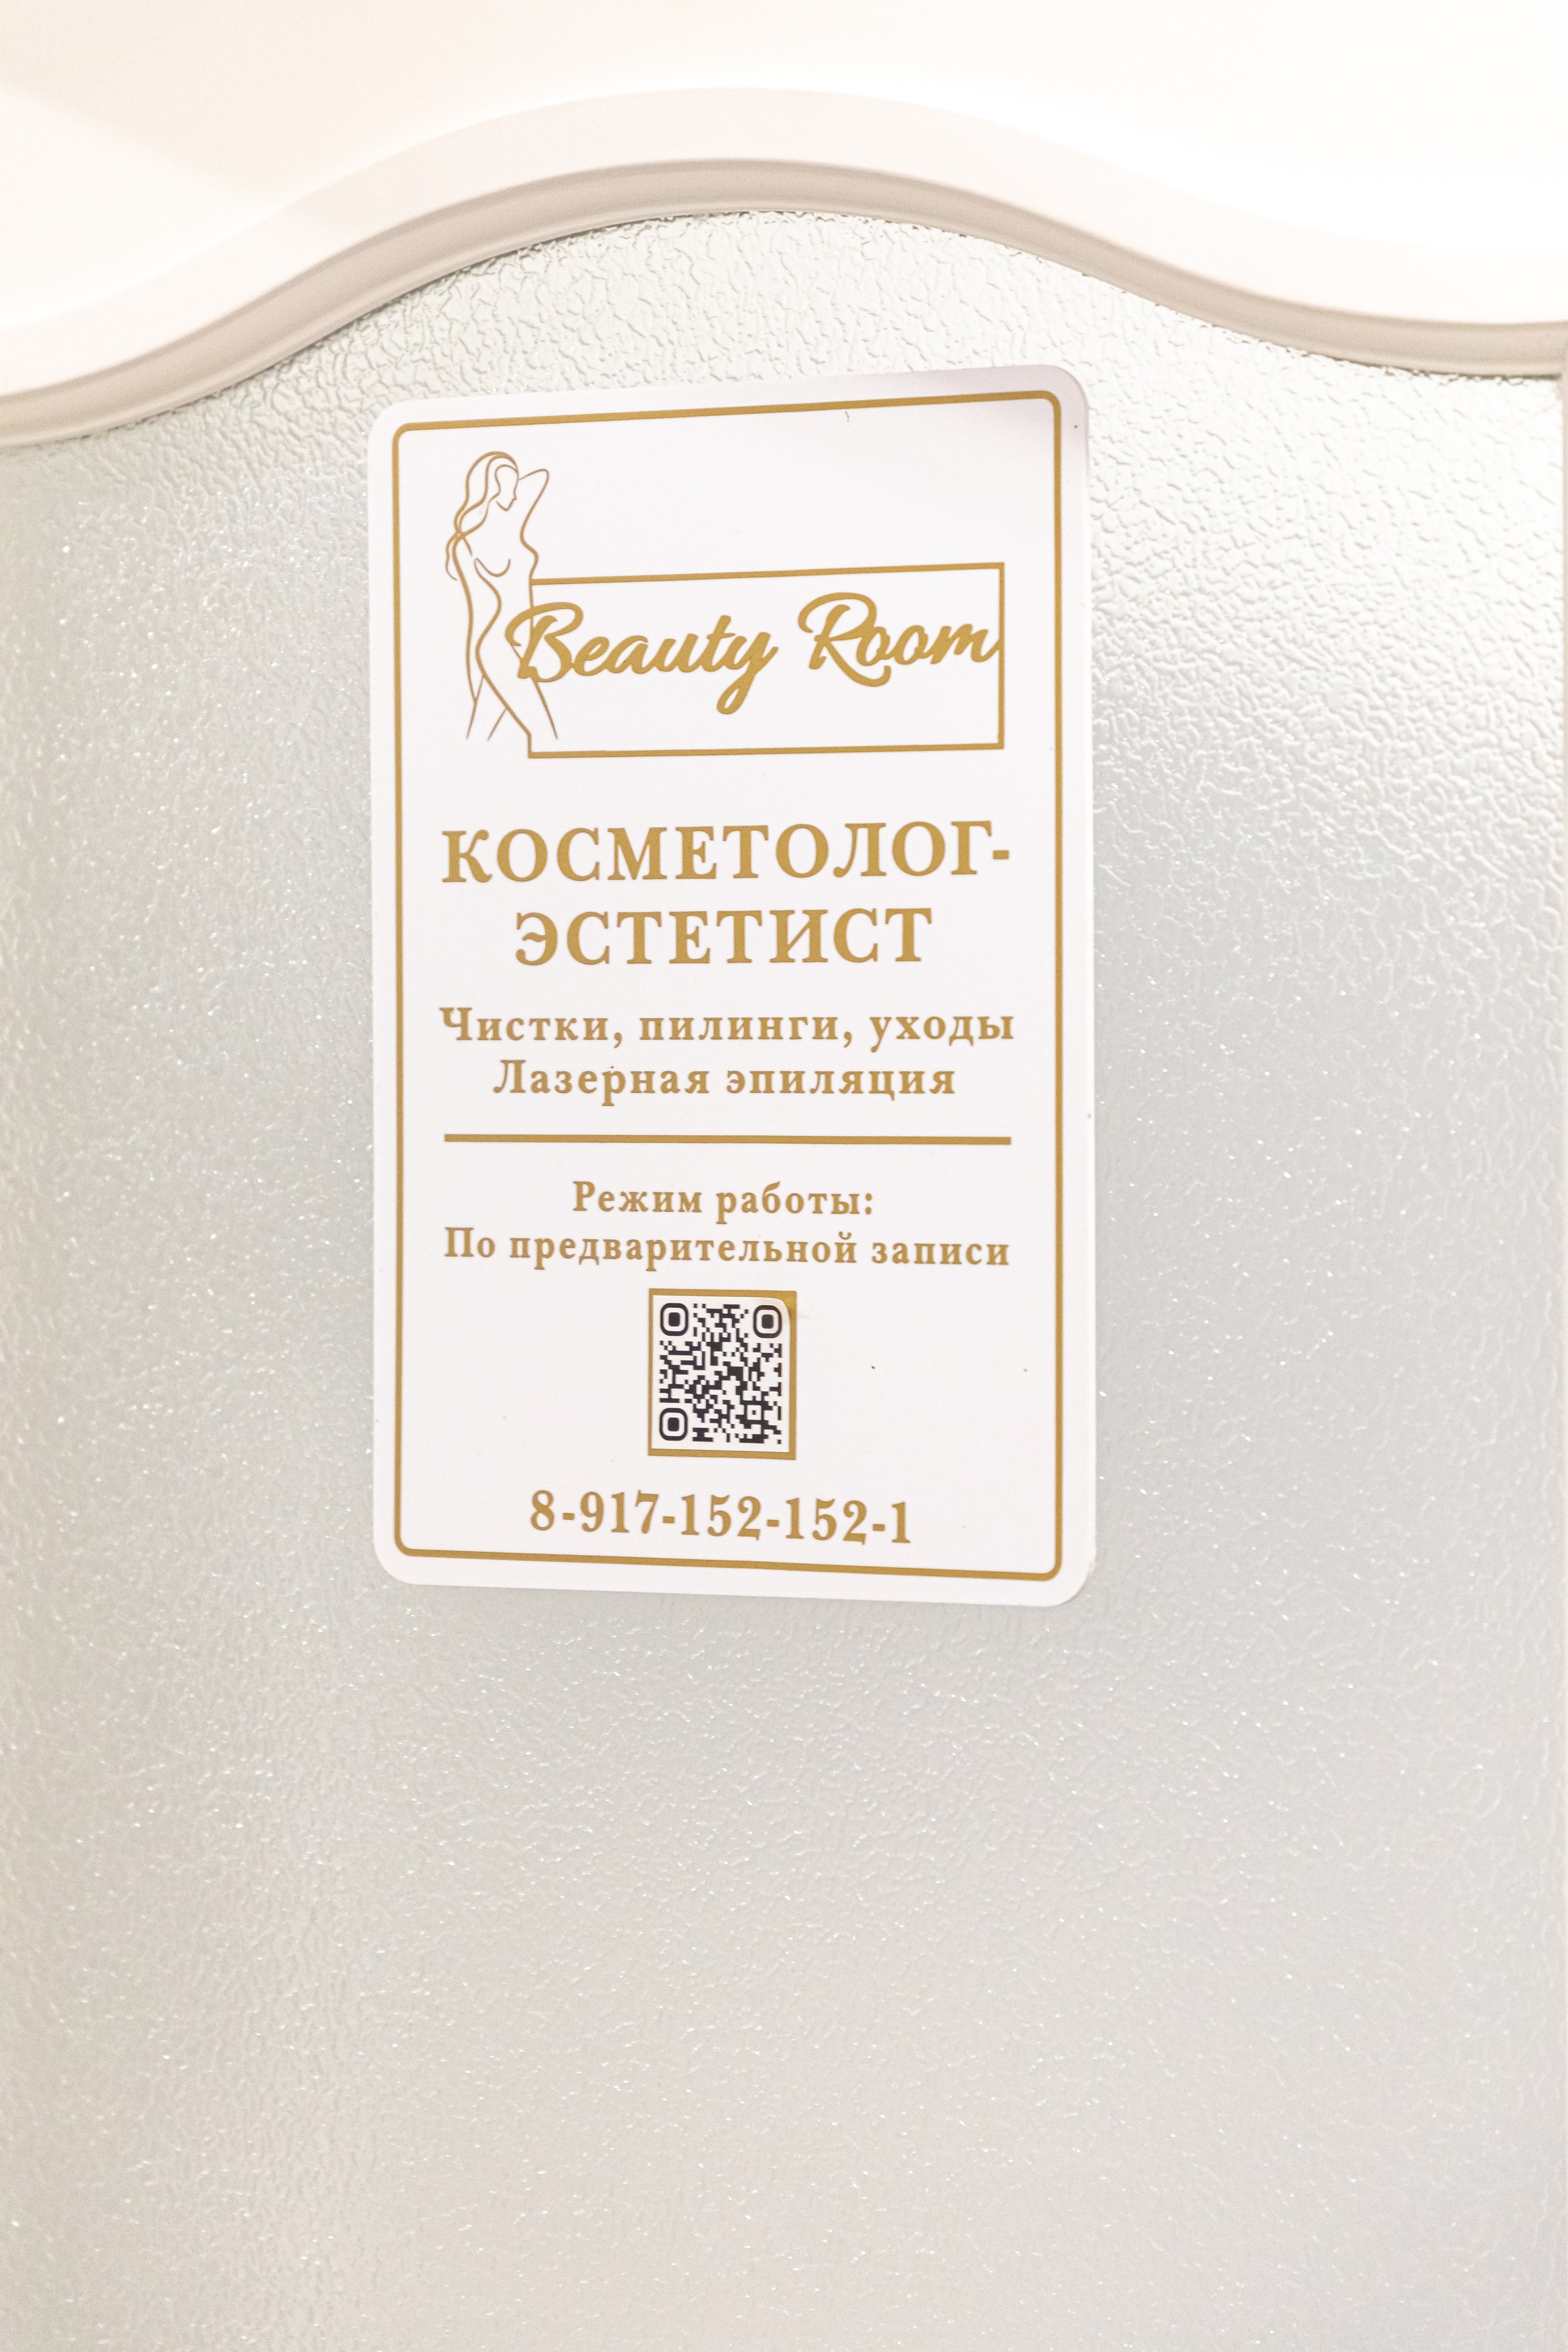 Beauty Room
КОСМЕТОЛОГ-
ЭСТЕТИСТ
Чистки, пилинги, уходы
Лазерная эпиляция
Режим работы:
По предварительной записи
8-917-152-152-1